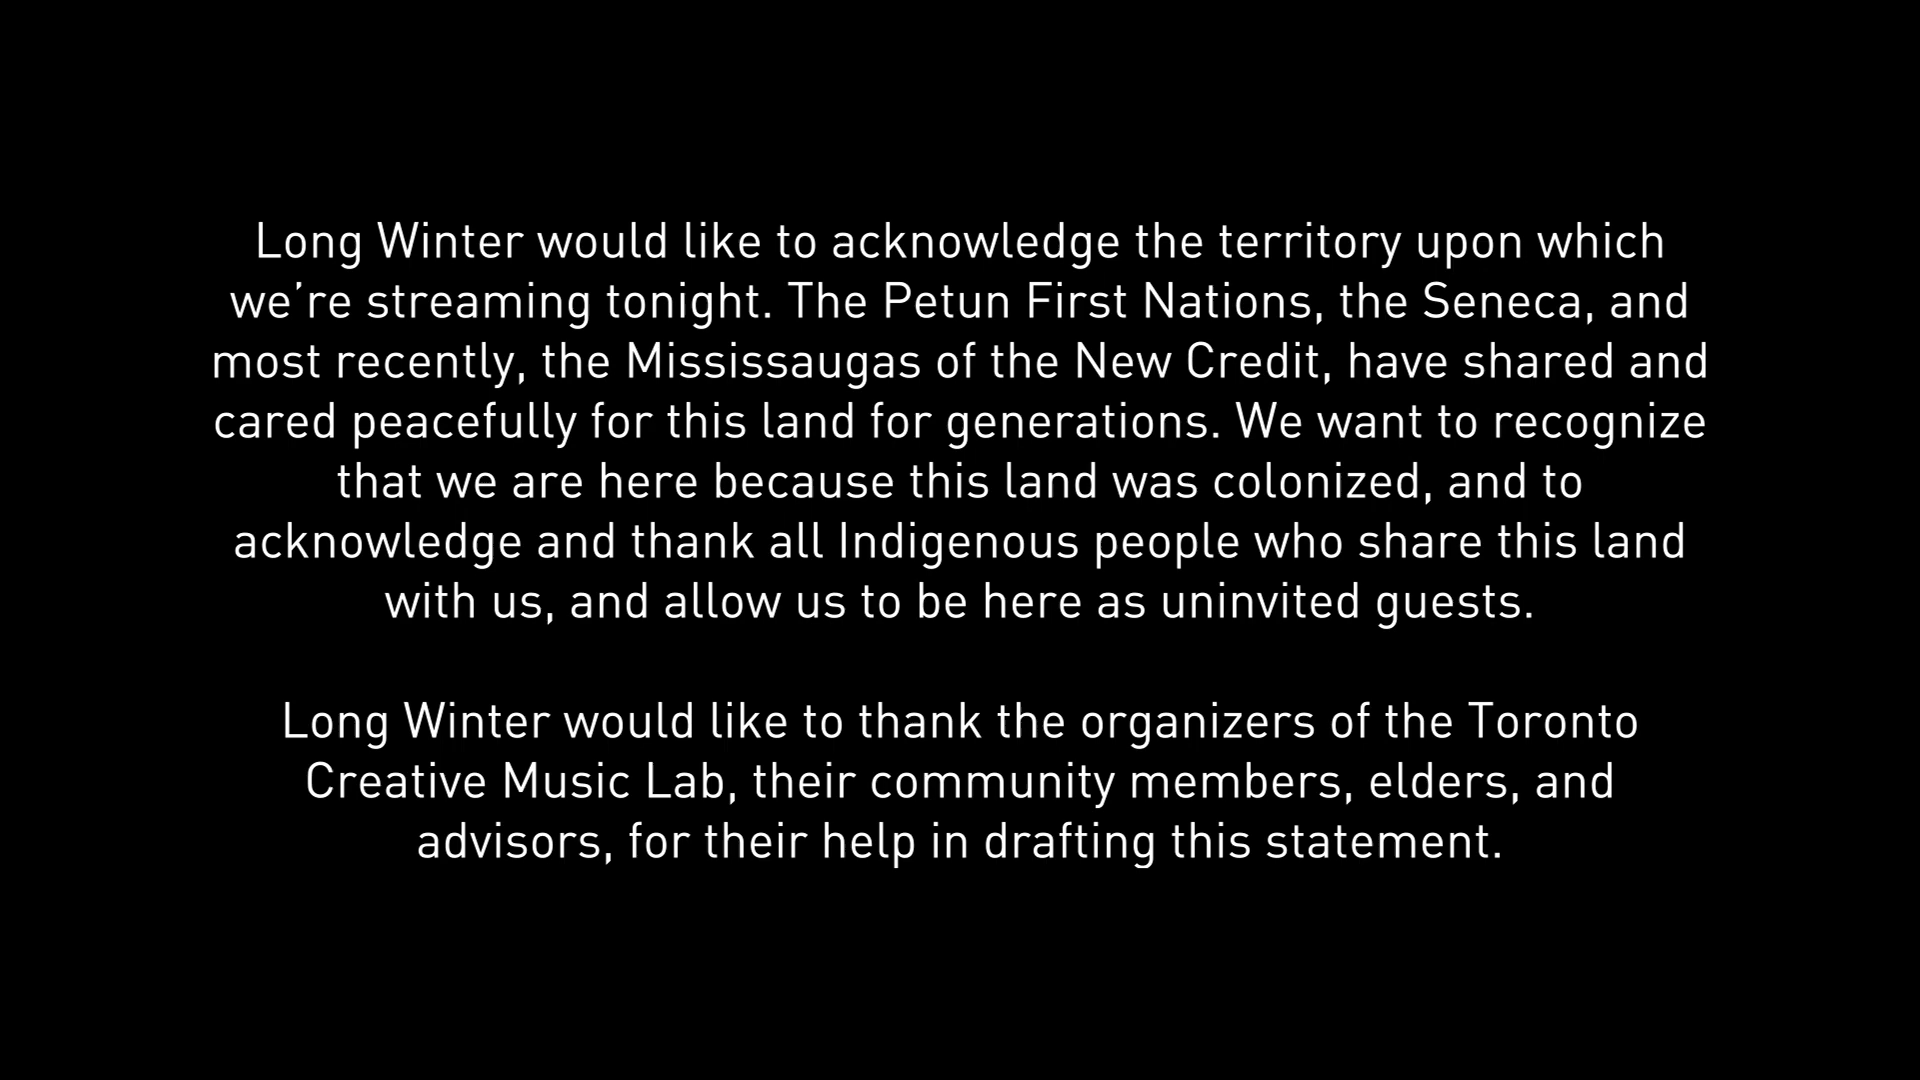 Long Winter would like to acknowledge the territory upon which
we’re streaming tonight. The Petun First Nations, the Seneca, and
most recently, the Mississaugas of the New Credit, have shared and
cared peacefully for this land for generations. We want to recognize
that we are here because this land was colonized, and to
acknowledge and thank all Indigenous people who share this land
with us, and allow us to be here as uninvited guests.
Long Winter would like to thank the organizers of the Toronto
Creative Music Lab, their community members, elders, and
advisors, for their help in drafting this statement.